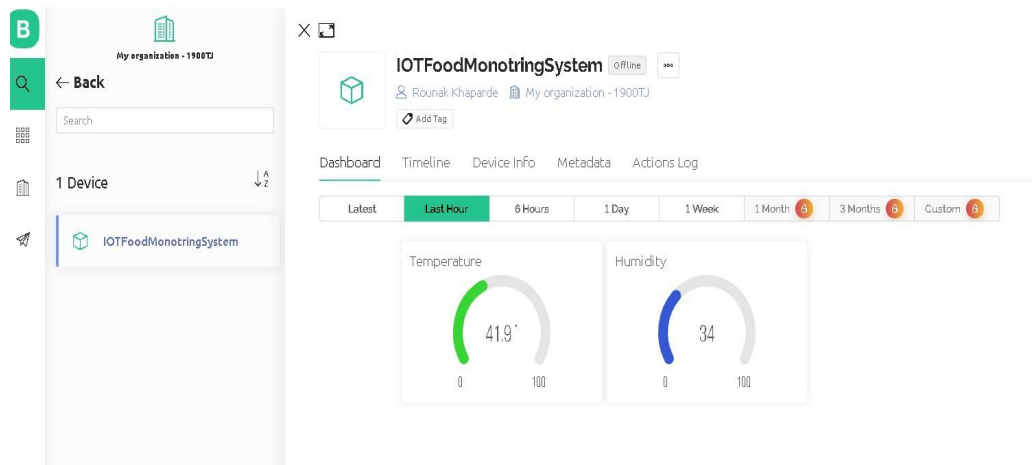 B
My organization - 1900TJ
← Back
Search
1 Device
A
Z
IOTFoodMonotringSystem
IOTFoodMonotringSystem Offline ...
Rounak Khaparde My organization - 1900TJ
Add Tag
Dashboard Timeline Device Info Metadata Actions Log
Latest Last Hour 6 Hours 1 Day 1 Week 1 Month 3 Months Custom
Temperature Humidity
41.9° 34
0 100 0 100